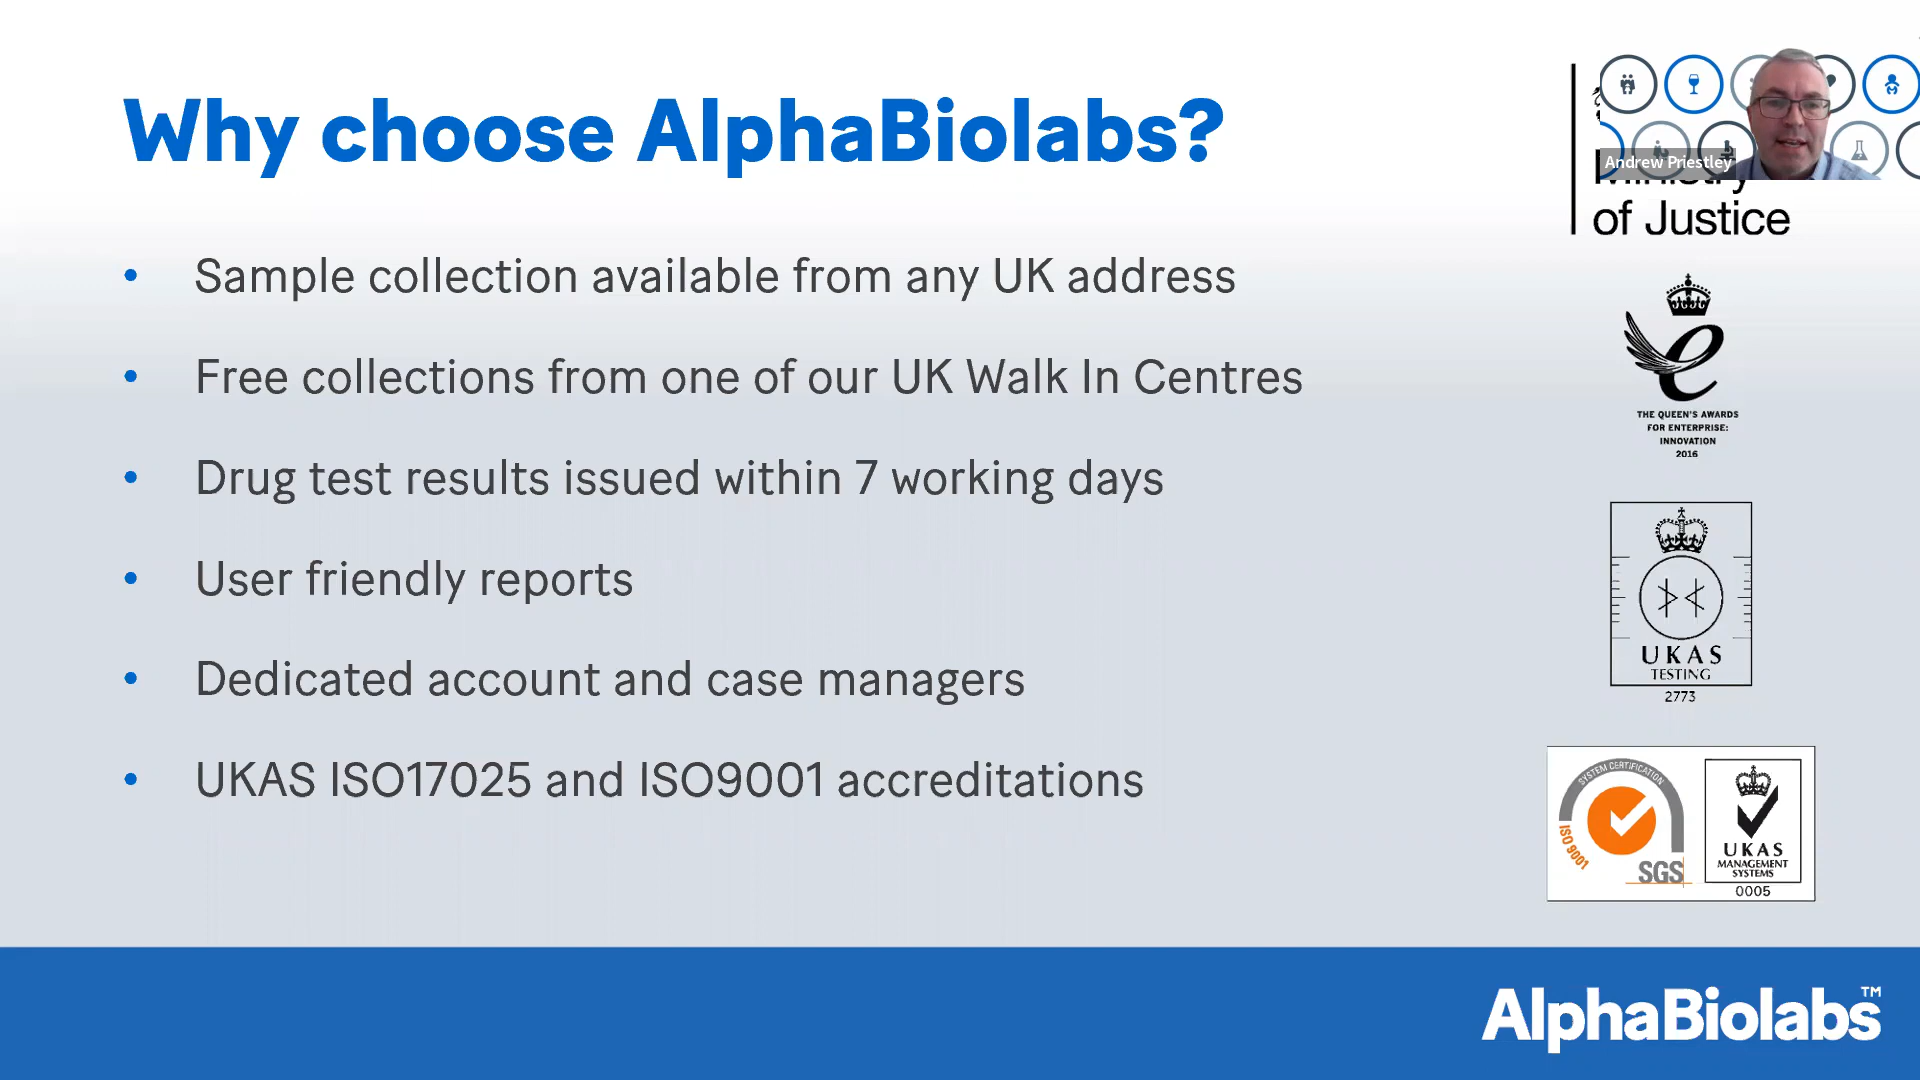 Why choose AlphaBiolabs?
• Sample collection available from any UK address
• Free collections from one of our UK Walk In Centres
• Drug test results issued within 7 working days
• User friendly reports
• Dedicated account and case managers
• UKAS ISO17025 and ISO9001 accreditations
Andrew Priestley
Ministry
of Justice
THE QUEEN'S AWARDS
FOR ENTERPRISE:
INNOVATION
2016
UKAS
TESTING
2773
SYSTEM CERTIFICATION
ISO 9001
SGS
UKAS
MANAGEMENT
SYSTEMS
0005
AlphaBiolabs™